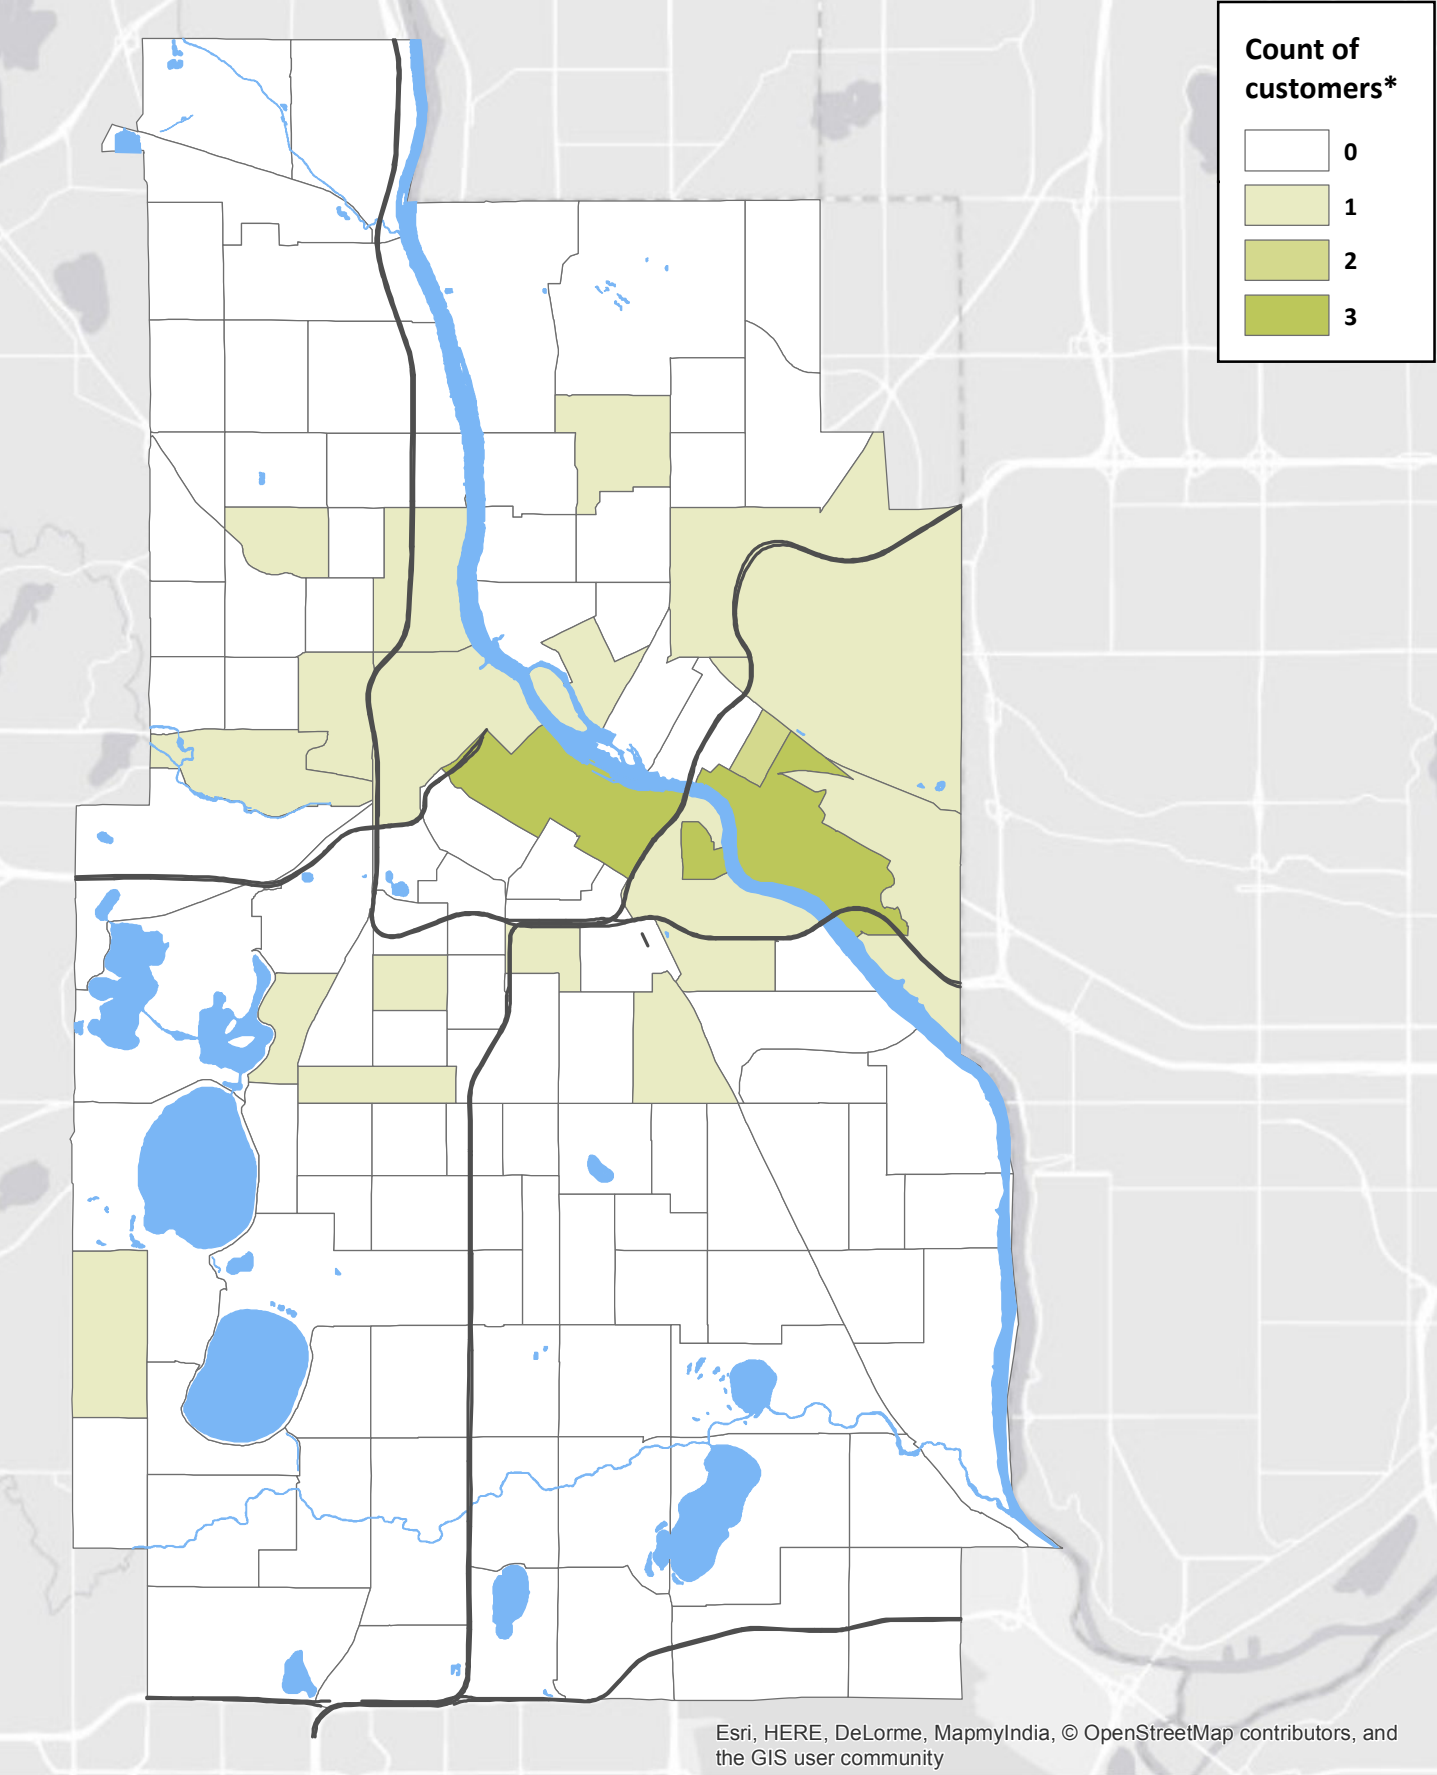 Count of
customers*
0
1
2
3
Esri, HERE, DeLorme, MapmyIndia, © OpenStreetMap contributors, and
the GIS user community